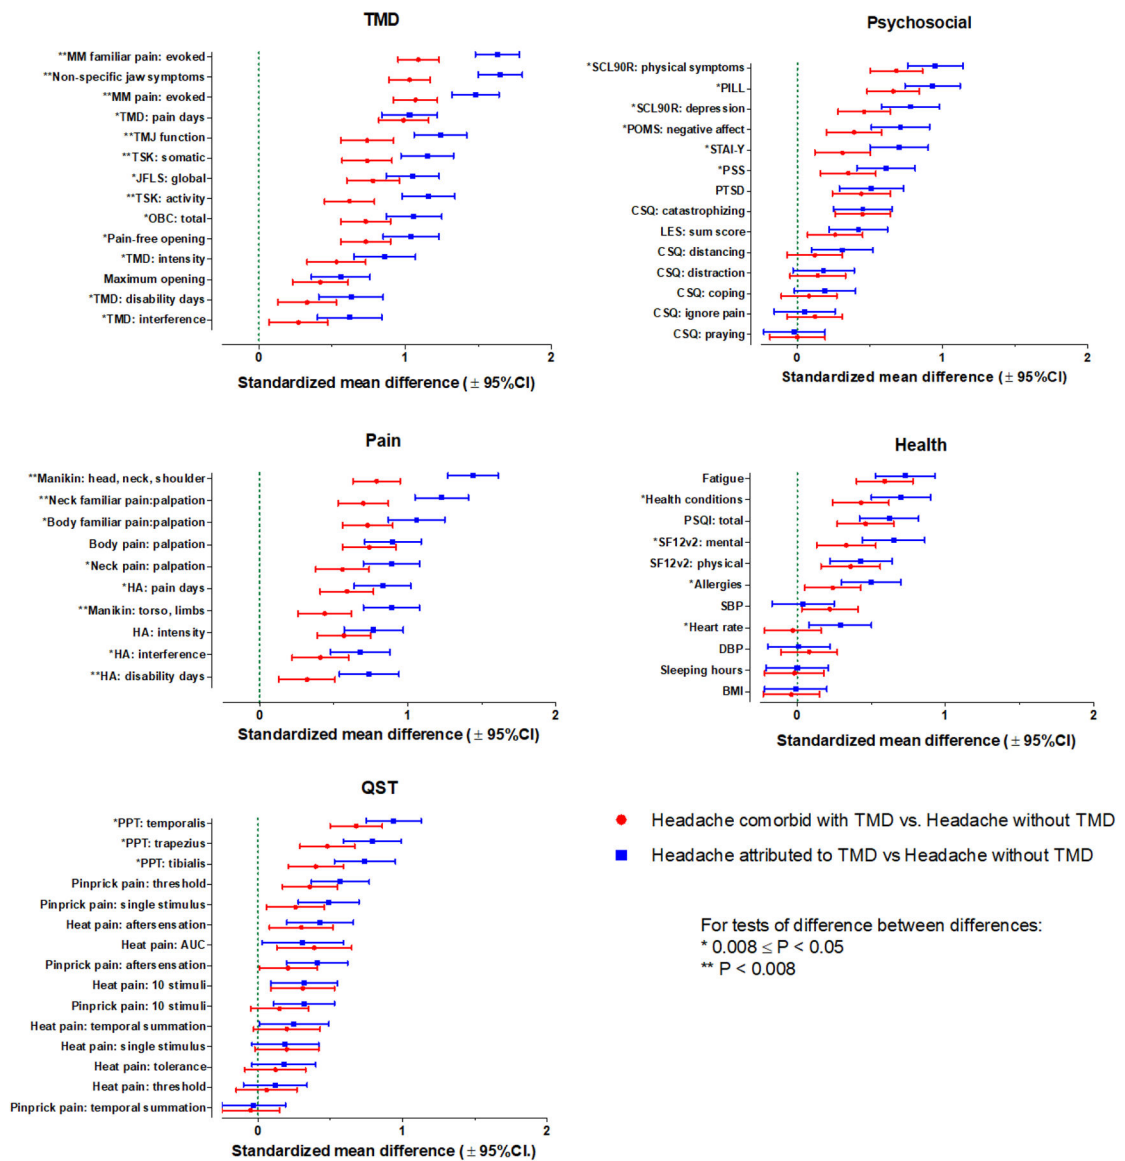 TMD
**MM familiar pain: evoked
**Non-specific jaw symptoms
**MM pain: evoked
*TMD: pain days
**TMJ function
**TSK: somatic
*JFLS: global
**TSK: activity
*OBC: total
*Pain-free opening
*TMD: intensity
Maximum opening
*TMD: disability days
*TMD: interference
0 1 2
Standardized mean difference (± 95%CI)
Psychosocial
*SCL90R: physical symptoms
*PILL
*SCL90R: depression
*POMS: negative affect
*STAI-Y
*PSS
PTSD
CSQ: catastrophizing
LES: sum score
CSQ: distancing
CSQ: distraction
CSQ: coping
CSQ: ignore pain
CSQ: praying
0 1 2
Standardized mean difference (± 95%CI)
Pain
**Manikin: head, neck, shoulder
**Neck familiar pain:palpation
*Body familiar pain:palpation
Body pain: palpation
*Neck pain: palpation
*HA: pain days
**Manikin: torso, limbs
HA: intensity
*HA: interference
**HA: disability days
0 1 2
Standardized mean difference (± 95%CI)
Health
Fatigue
*Health conditions
PSQI: total
*SF12v2: mental
SF12v2: physical
*Allergies
SBP
*Heart rate
DBP
Sleeping hours
BMI
0 1 2
Standardized mean difference (± 95%CI)
QST
*PPT: temporalis
*PPT: trapezius
*PPT: tibialis
Pinprick pain: threshold
Pinprick pain: single stimulus
Heat pain: aftersensation
Heat pain: AUC
Pinprick pain: aftersensation
Heat pain: 10 stimuli
Pinprick pain: 10 stimuli
Heat pain: temporal summation
Heat pain: single stimulus
Heat pain: tolerance
Heat pain: threshold
Pinprick pain: temporal summation
0 1 2
Standardized mean difference (± 95%CI.)
Headache comorbid with TMD vs. Headache without TMD
Headache attributed to TMD vs Headache without TMD
For tests of difference between differences:
* 0.008 ≤ P < 0.05
** P < 0.008